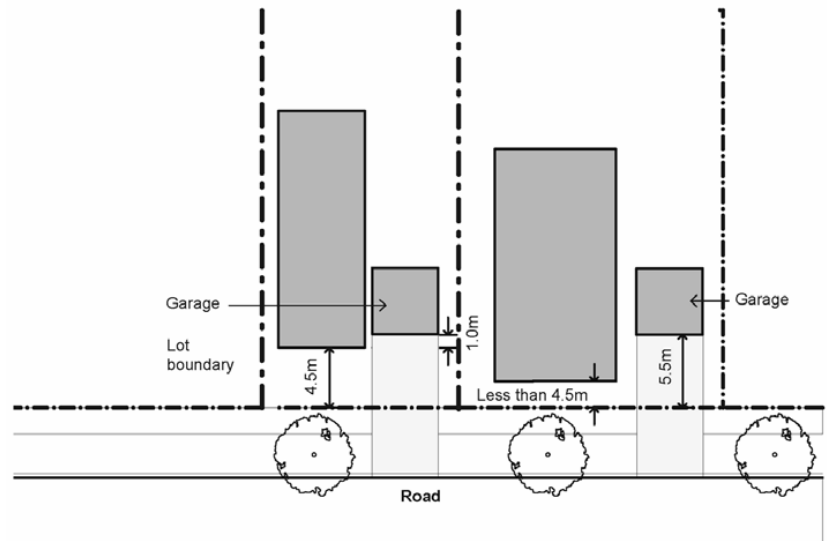 Garage
Lot
boundary
4.5m
1.0m
Less than 4.5m
5.5m
Garage
Road